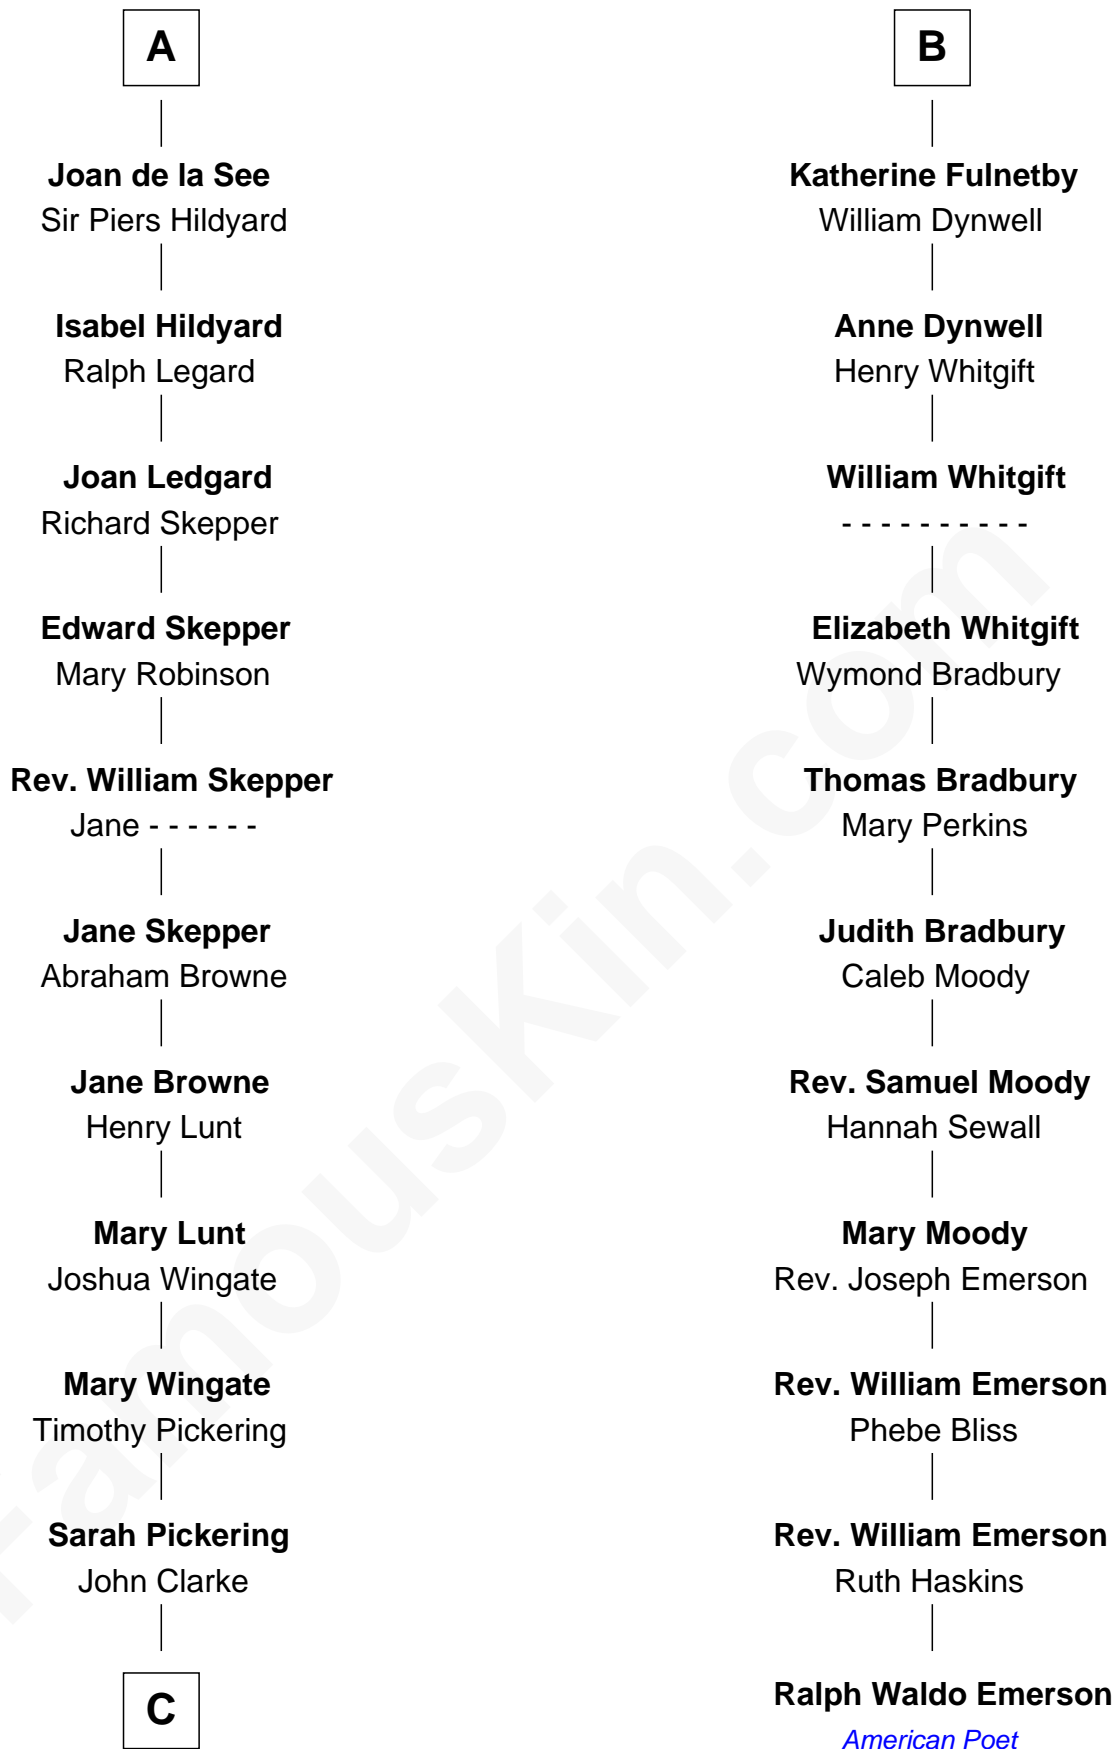 A
Joan de la See
Sir Piers Hildyard
Isabel Hildyard
Ralph Legard
Joan Ledgard
Richard Skepper
Edward Skepper
Mary Robinson
Rev. William Skepper
Jane - - - - - -
Jane Skepper
Abraham Browne
Jane Browne
Henry Lunt
Mary Lunt
Joshua Wingate
Mary Wingate
Timothy Pickering
Sarah Pickering
John Clarke
C
B
Katherine Fulnetby
William Dynwell
Anne Dynwell
Henry Whitgift
William Whitgift
- - - - - - - - - -
Elizabeth Whitgift
Wymond Bradbury
Thomas Bradbury
Mary Perkins
Judith Bradbury
Caleb Moody
Rev. Samuel Moody
Hannah Sewall
Mary Moody
Rev. Joseph Emerson
Rev. William Emerson
Phebe Bliss
Rev. William Emerson
Ruth Haskins
Ralph Waldo Emerson
American Poet
FamousKin.com